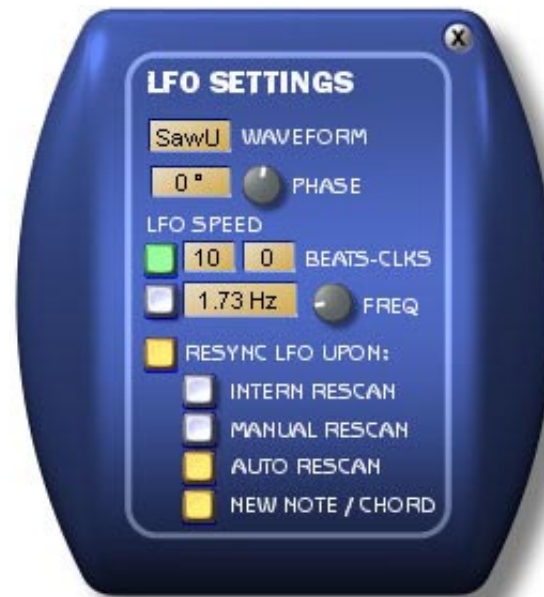 X
LFO SETTINGS
SawU WAVEFORM
0° PHASE
LFO SPEED
10 0 BEATS-CLKS
1.73 Hz FREQ
RESYNC LFO UPON:
INTERN RESCAN
MANUAL RESCAN
AUTO RESCAN
NEW NOTE / CHORD